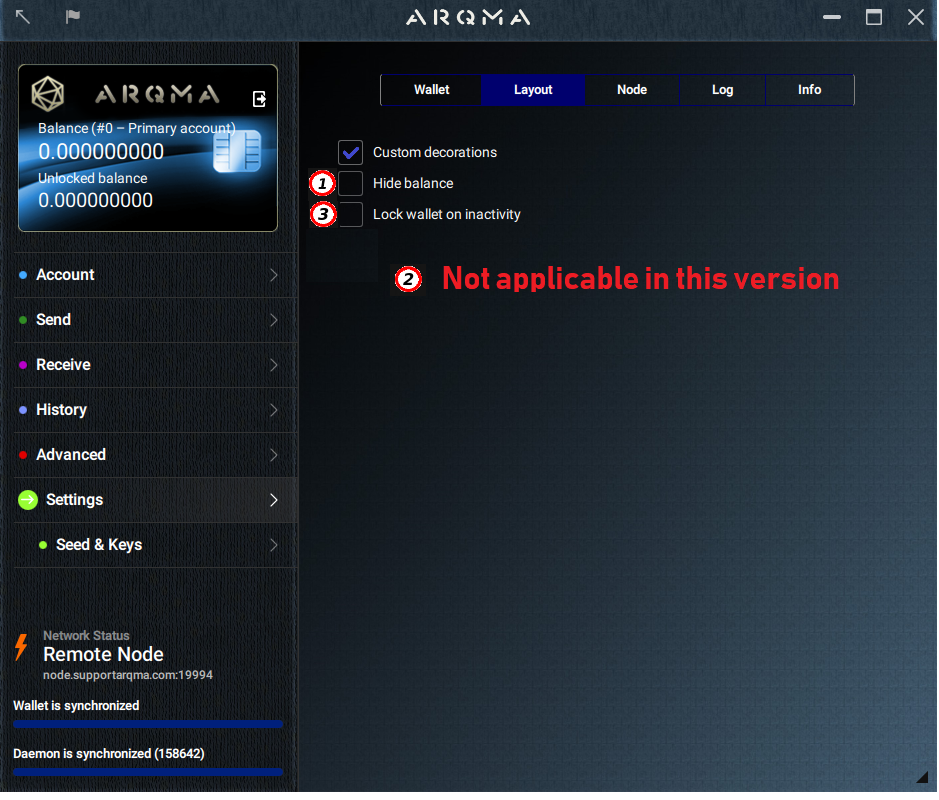 ARQMA
ARQMA
Balance (#0 – Primary account)
0.000000000
Unlocked balance
0.000000000
Account
Send
Receive
History
Advanced
Settings
Seed & Keys
Network Status
Remote Node
node.supportarqma.com:19994
Wallet is synchronized
Daemon is synchronized (158642)
Wallet Layout Node Log Info
Custom decorations
1 Hide balance
3 Lock wallet on inactivity
2 Not applicable in this version